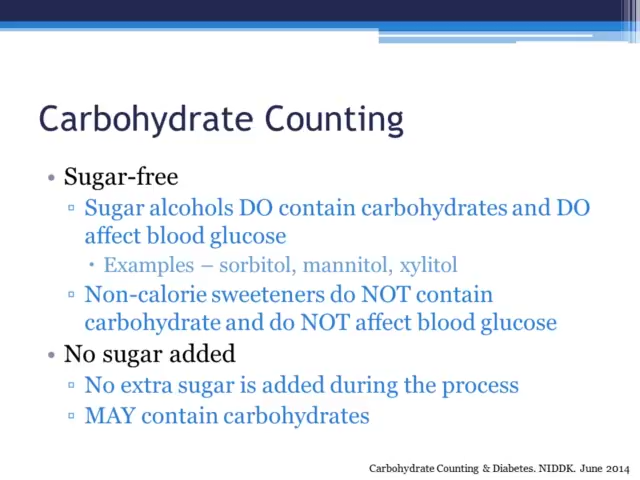 Carbohydrate Counting
• Sugar-free
▫ Sugar alcohols DO contain carbohydrates and DO
affect blood glucose
▪ Examples – sorbitol, mannitol, xylitol
▫ Non-calorie sweeteners do NOT contain
carbohydrate and do NOT affect blood glucose
• No sugar added
▫ No extra sugar is added during the process
▫ MAY contain carbohydrates
Carbohydrate Counting & Diabetes. NIDDK. June 2014